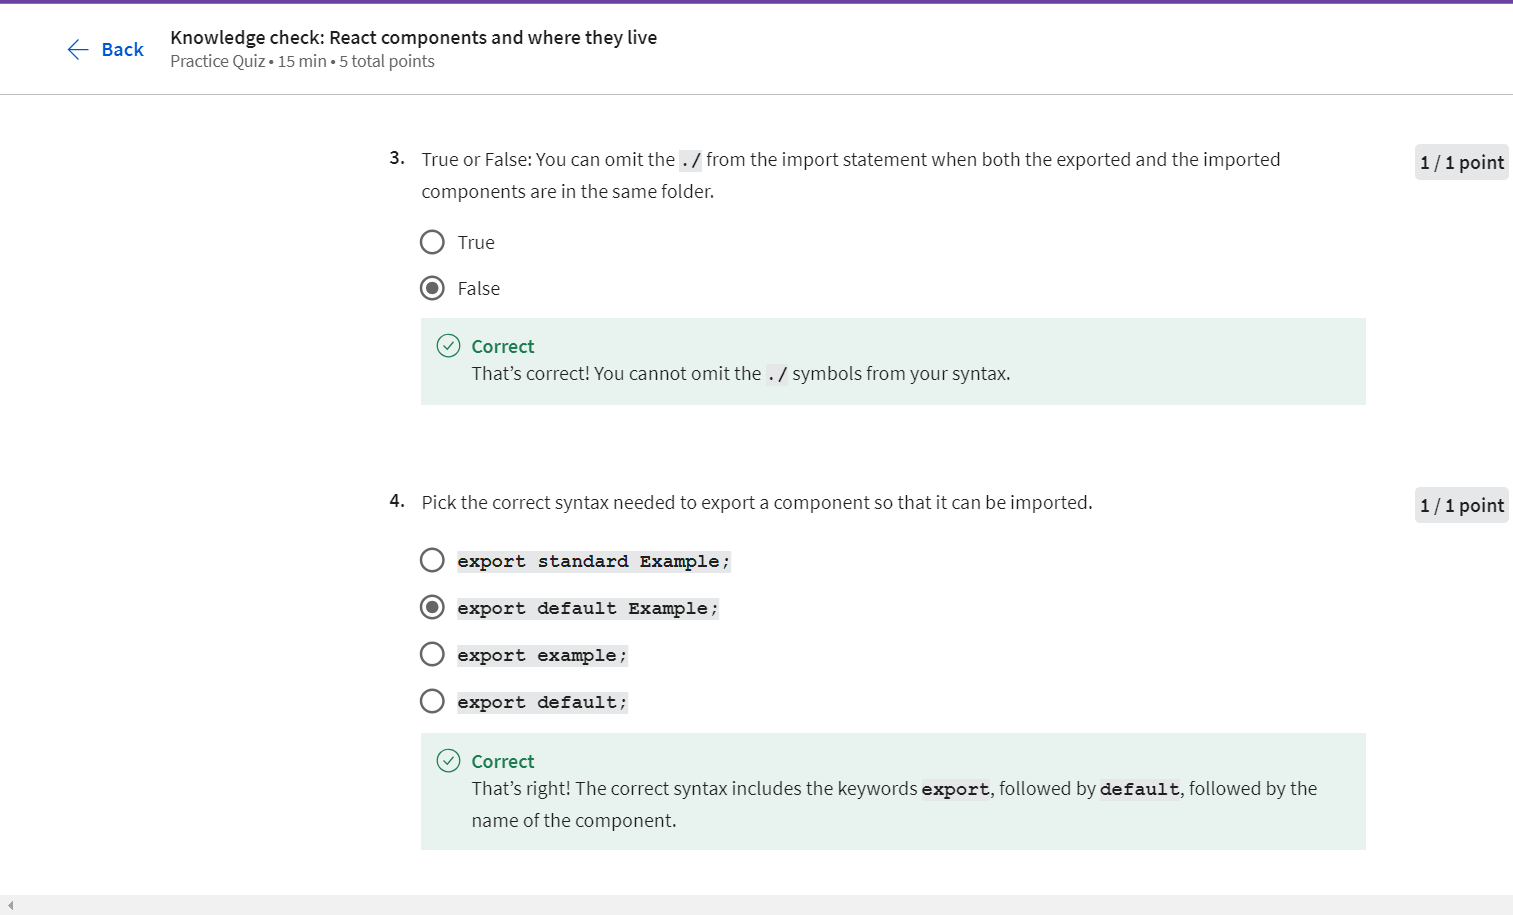 Back
Knowledge check: React components and where they live
Practice Quiz • 15 min • 5 total points
3. True or False: You can omit the ./ from the import statement when both the exported and the imported
1 / 1 point
components are in the same folder.
True
False
Correct
That’s correct! You cannot omit the ./ symbols from your syntax.
4. Pick the correct syntax needed to export a component so that it can be imported.
1 / 1 point
export standard Example;
export default Example;
export example;
export default;
Correct
That’s right! The correct syntax includes the keywords export, followed by default, followed by the
name of the component.